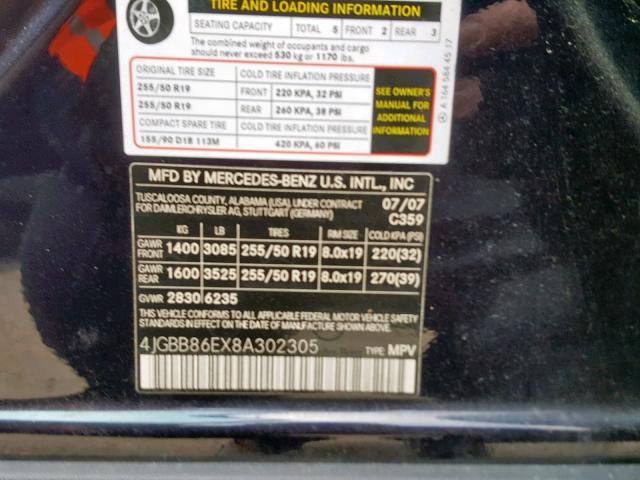 TIRE AND LOADING INFORMATION
SEATING CAPACITY TOTAL 5 FRONT 2 REAR 3
The combined weight of occupants and cargo
should never exceed 530 kg or 1170 lbs.
ORIGINAL TIRE SIZE COLD TIRE INFLATION PRESSURE
255/50 R19 FRONT 220 KPA, 32 PSI
255/50 R19 REAR 260 KPA, 38 PSI
COMPACT SPARE TIRE COLD TIRE INFLATION PRESSURE
155/90 D18 113M 420 KPA, 60 PSI
SEE OWNER'S
MANUAL FOR
ADDITIONAL
INFORMATION
A 164 584 45 17
MFD BY MERCEDES-BENZ U.S. INTL., INC
TUSCALOOSA COUNTY, ALABAMA (USA), UNDER CONTRACT
FOR DAIMLERCHRYSLER AG, STUTTGART (GERMANY)
07/07
C359
KG LB TIRES RIM SIZE COLD KPA (PSI)
GAWR FRONT 1400 3085 255/50 R19 8.0x19 220(32)
GAWR REAR 1600 3525 255/50 R19 8.0x19 270(39)
GVWR 2830 6235
THIS VEHICLE CONFORMS TO ALL APPLICABLE FEDERAL MOTOR VEHICLE SAFETY
STANDARDS IN EFFECT ON THE DATE OF MANUFACTURE SHOWN ABOVE.
4JGBB86EX8A302305 TYPE: MPV